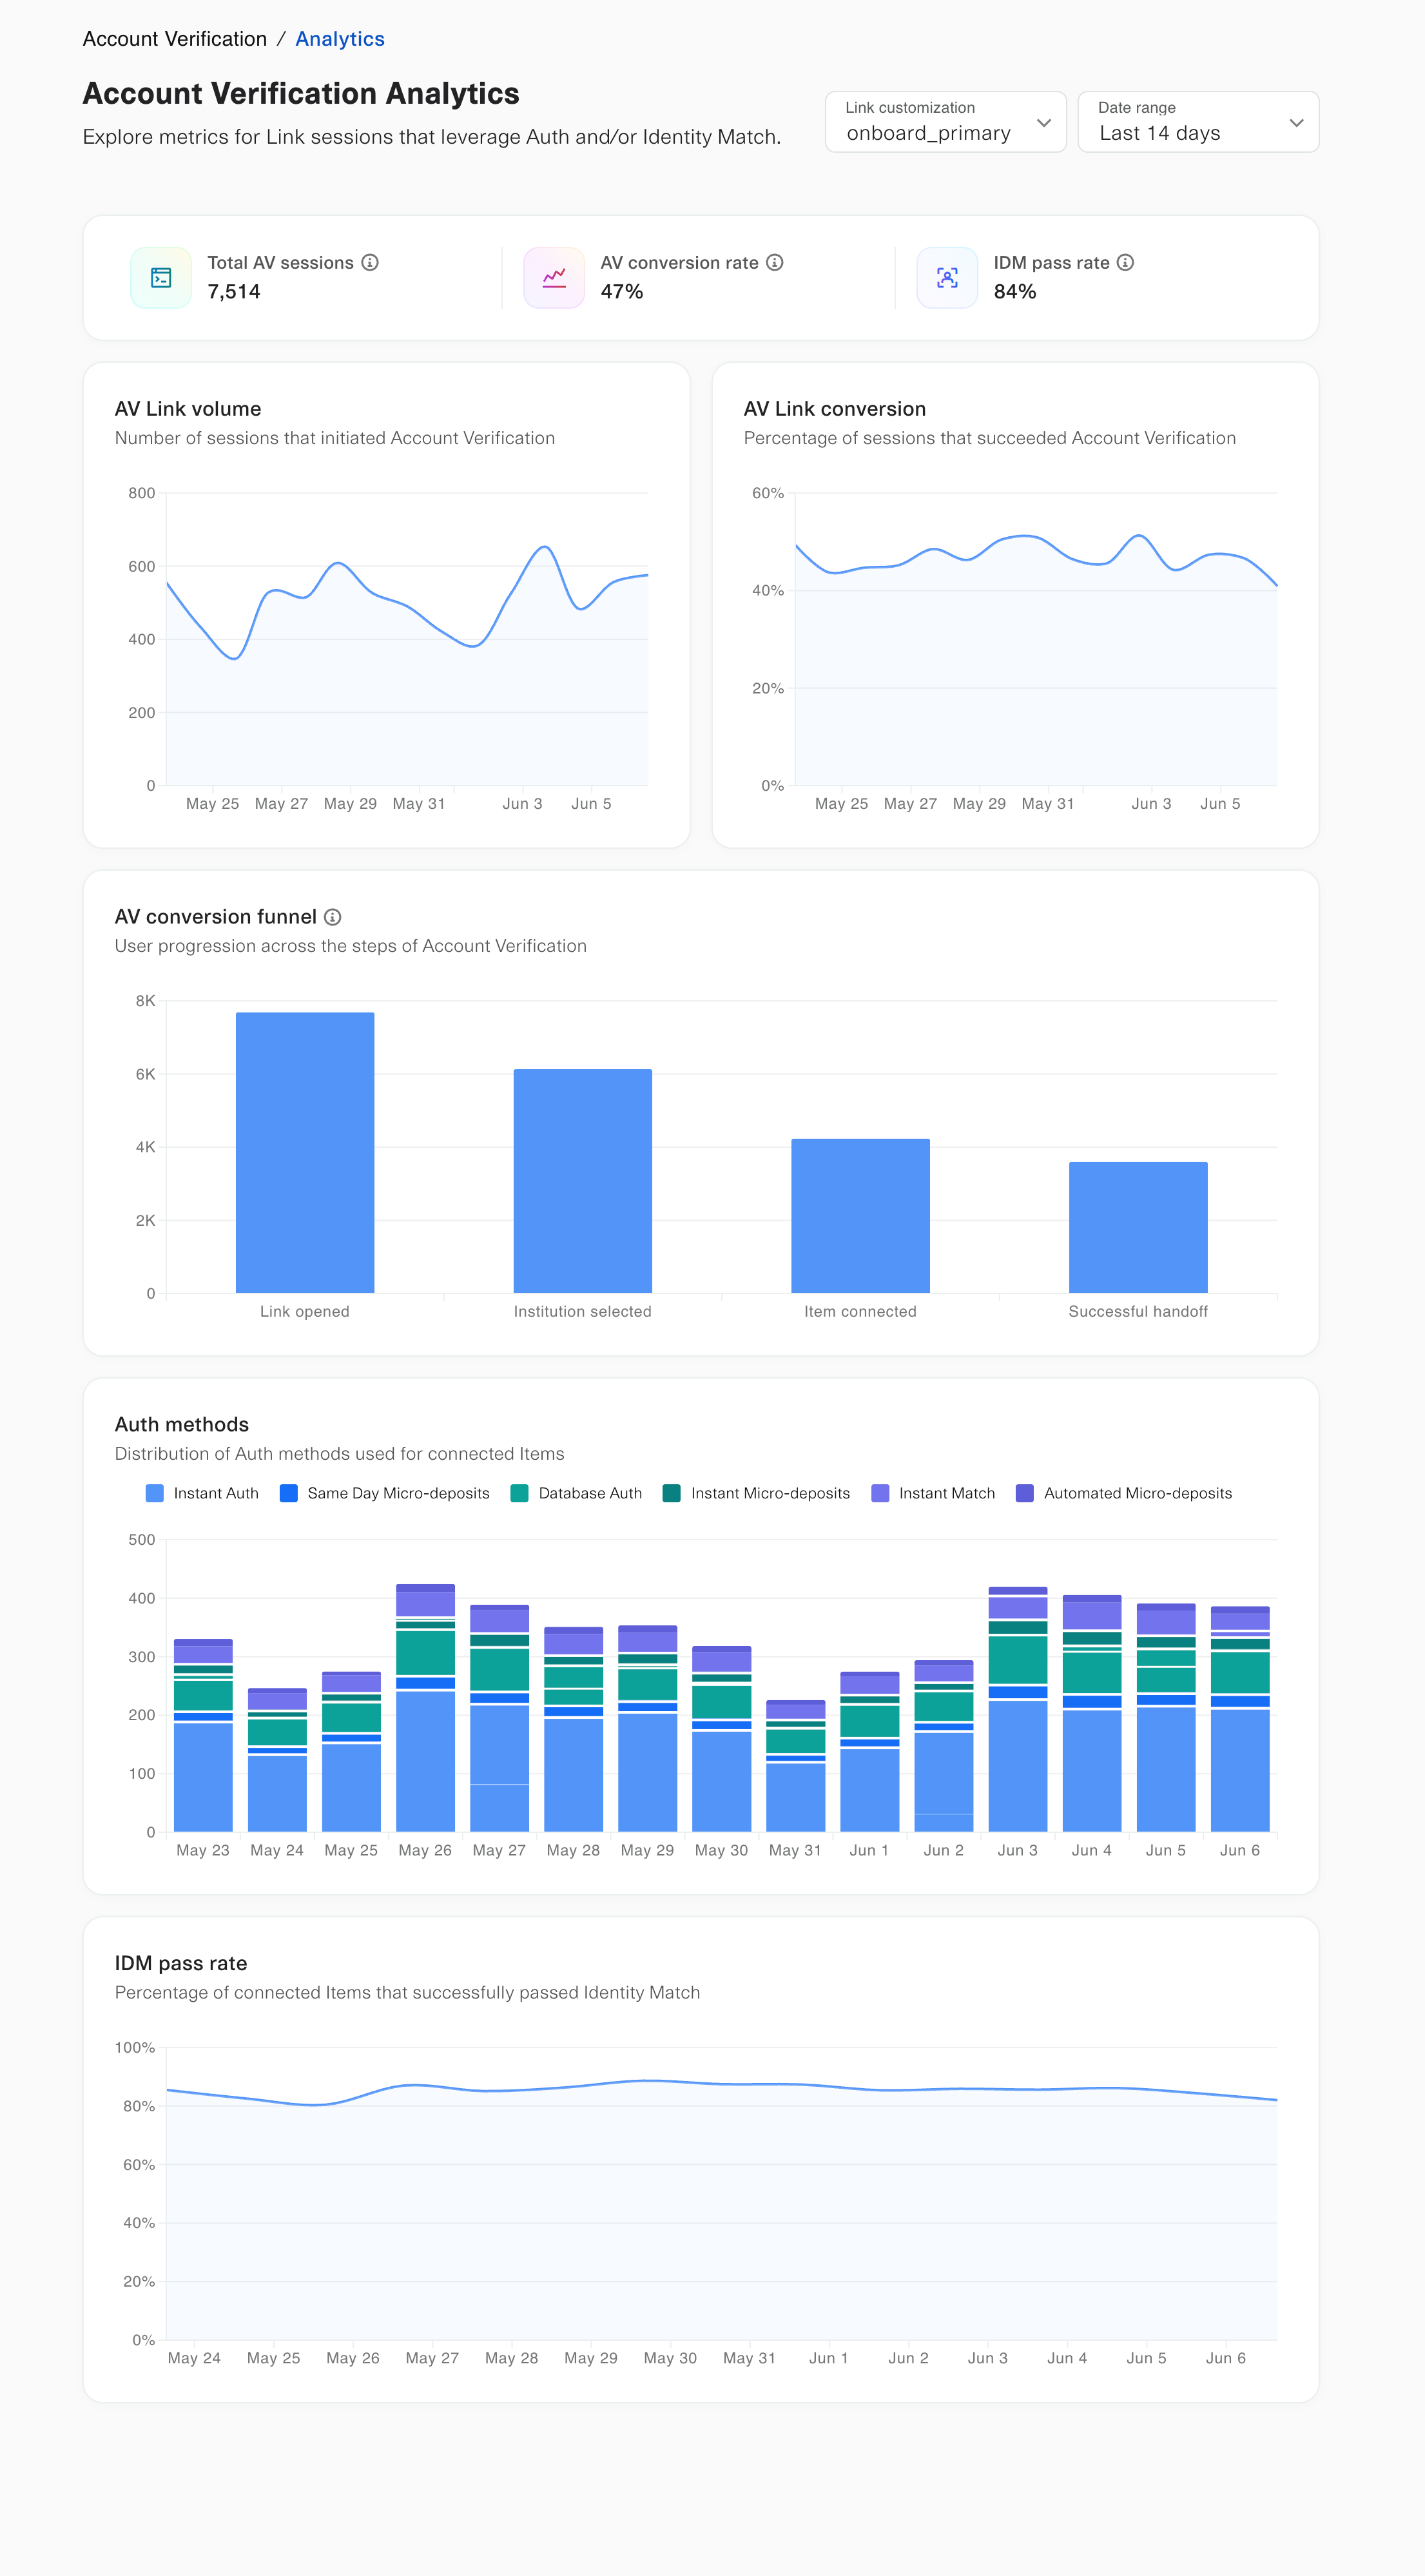 Account Verification / Analytics
Account Verification Analytics
Explore metrics for Link sessions that leverage Auth and/or Identity Match.
Link customization
onboard_primary
Date range
Last 14 days
Total AV sessions
7,514
AV conversion rate
47%
IDM pass rate
84%
AV Link volume
Number of sessions that initiated Account Verification
800
600
400
200
0
May 25 May 27 May 29 May 31 Jun 3 Jun 5
AV Link conversion
Percentage of sessions that succeeded Account Verification
60%
40%
20%
0%
May 25 May 27 May 29 May 31 Jun 3 Jun 5
AV conversion funnel
User progression across the steps of Account Verification
8K
6K
4K
2K
0
Link opened Institution selected Item connected Successful handoff
Auth methods
Distribution of Auth methods used for connected Items
Instant Auth Same Day Micro-deposits Database Auth Instant Micro-deposits Instant Match Automated Micro-deposits
500
400
300
200
100
0
May 23 May 24 May 25 May 26 May 27 May 28 May 29 May 30 May 31 Jun 1 Jun 2 Jun 3 Jun 4 Jun 5 Jun 6
IDM pass rate
Percentage of connected Items that successfully passed Identity Match
100%
80%
60%
40%
20%
0%
May 24 May 25 May 26 May 27 May 28 May 29 May 30 May 31 Jun 1 Jun 2 Jun 3 Jun 4 Jun 5 Jun 6